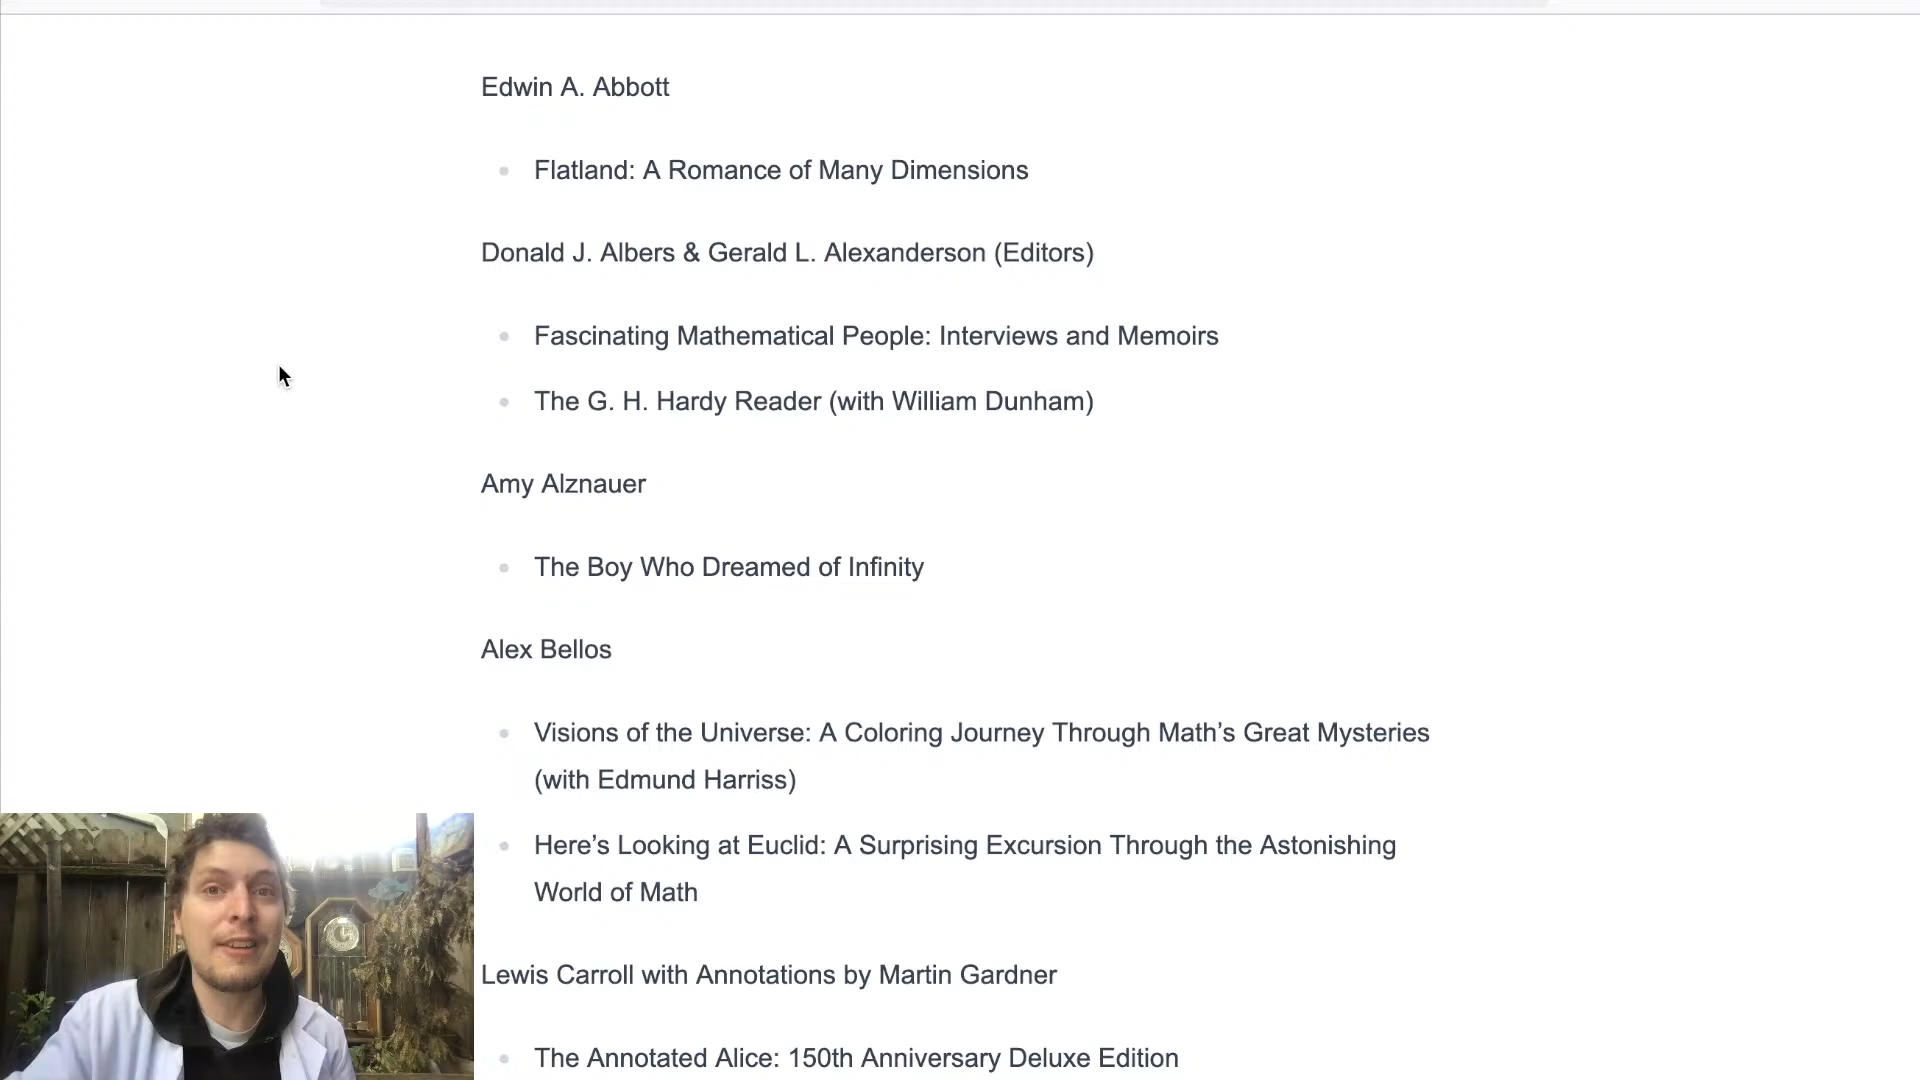 Edwin A. Abbott
Flatland: A Romance of Many Dimensions
Donald J. Albers & Gerald L. Alexanderson (Editors)
Fascinating Mathematical People: Interviews and Memoirs
The G. H. Hardy Reader (with William Dunham)
Amy Alznauer
The Boy Who Dreamed of Infinity
Alex Bellos
Visions of the Universe: A Coloring Journey Through Math’s Great Mysteries
(with Edmund Harriss)
Here’s Looking at Euclid: A Surprising Excursion Through the Astonishing
World of Math
Lewis Carroll with Annotations by Martin Gardner
The Annotated Alice: 150th Anniversary Deluxe Edition